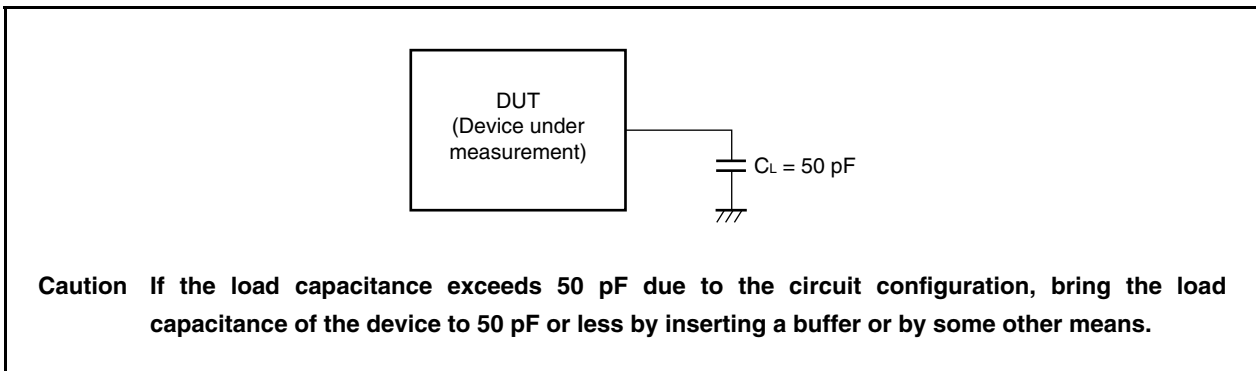 DUT
(Device under
measurement)
CL = 50 pF
Caution If the load capacitance exceeds 50 pF due to the circuit configuration, bring the load
capacitance of the device to 50 pF or less by inserting a buffer or by some other means.